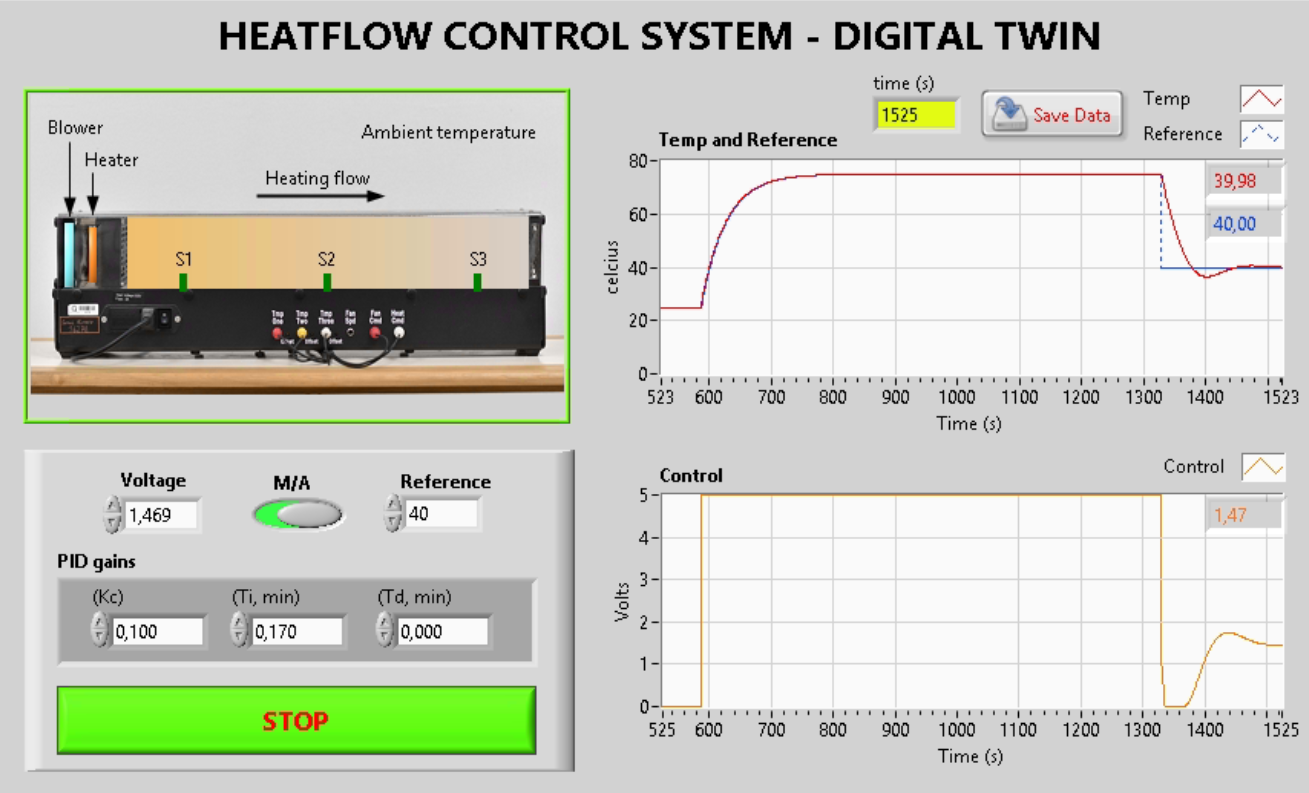 HEATFLOW CONTROL SYSTEM - DIGITAL TWIN
Blower
Heater
Ambient temperature
Heating flow
S1
S2
S3
Tmp One
Tmp Two
Tmp Three
Fan Spd
Fan Cmd
Heat Cmd
time (s)
1525
Save Data
Temp
Reference
Temp and Reference
39,98
40,00
celcius
80
60
40
20
0
523 600 700 800 900 1000 1100 1200 1300 1400 1523
Time (s)
Voltage
1,469
M/A
Reference
40
PID gains
(Kc)
0,100
(Ti, min)
0,170
(Td, min)
0,000
STOP
Control
Control
1,47
Volts
5
4
3
2
1
0
525 600 700 800 900 1000 1100 1200 1300 1400 1525
Time (s)